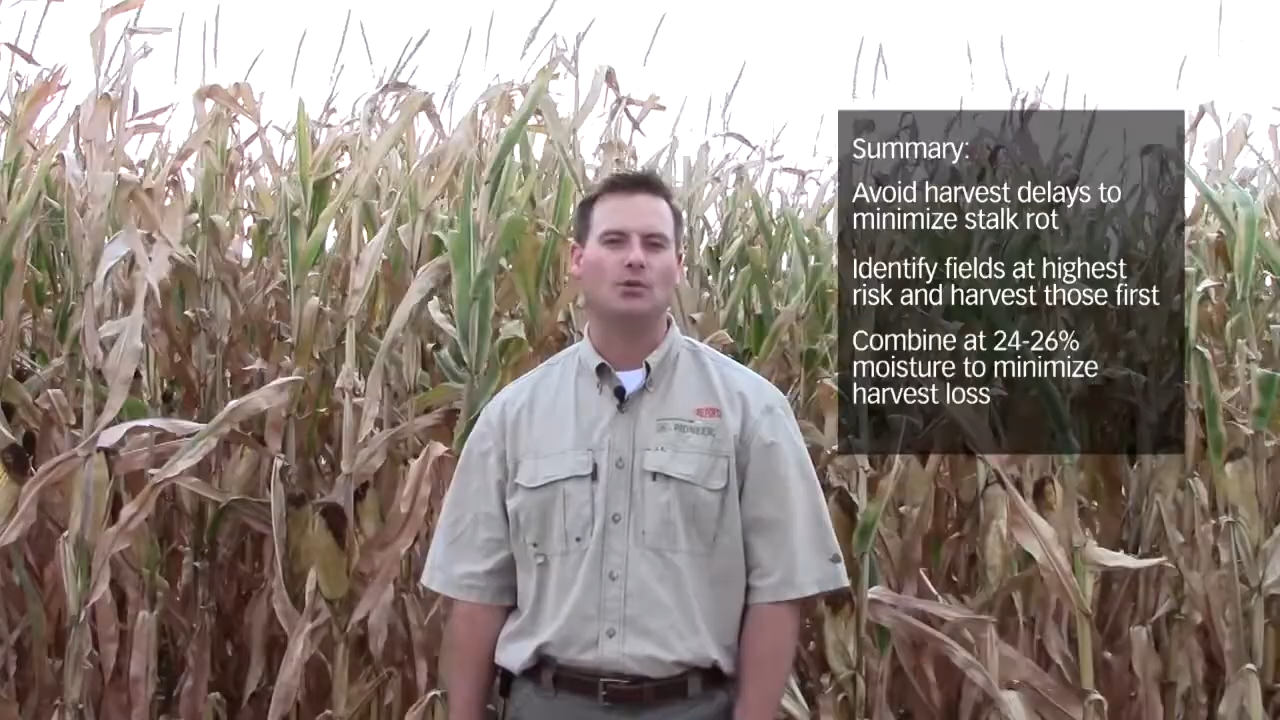 Summary:
Avoid harvest delays to
minimize stalk rot
Identify fields at highest
risk and harvest those first
Combine at 24-26%
moisture to minimize
harvest loss
PIONEER